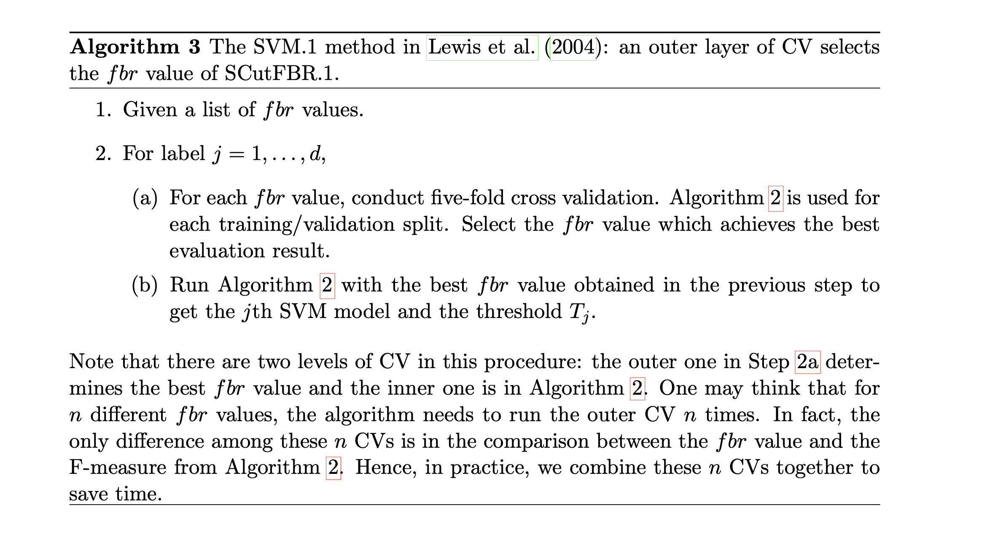 Algorithm 3 The SVM.1 method in Lewis et al. (2004): an outer layer of CV selects
the fbr value of SCutFBR.1.
1. Given a list of fbr values.
2. For label j = 1, . . . , d,
(a) For each fbr value, conduct five-fold cross validation. Algorithm 2 is used for
each training/validation split. Select the fbr value which achieves the best
evaluation result.
(b) Run Algorithm 2 with the best fbr value obtained in the previous step to
get the jth SVM model and the threshold T_j.
Note that there are two levels of CV in this procedure: the outer one in Step 2a deter-
mines the best fbr value and the inner one is in Algorithm 2. One may think that for
n different fbr values, the algorithm needs to run the outer CV n times. In fact, the
only difference among these n CVs is in the comparison between the fbr value and the
F-measure from Algorithm 2. Hence, in practice, we combine these n CVs together to
save time.